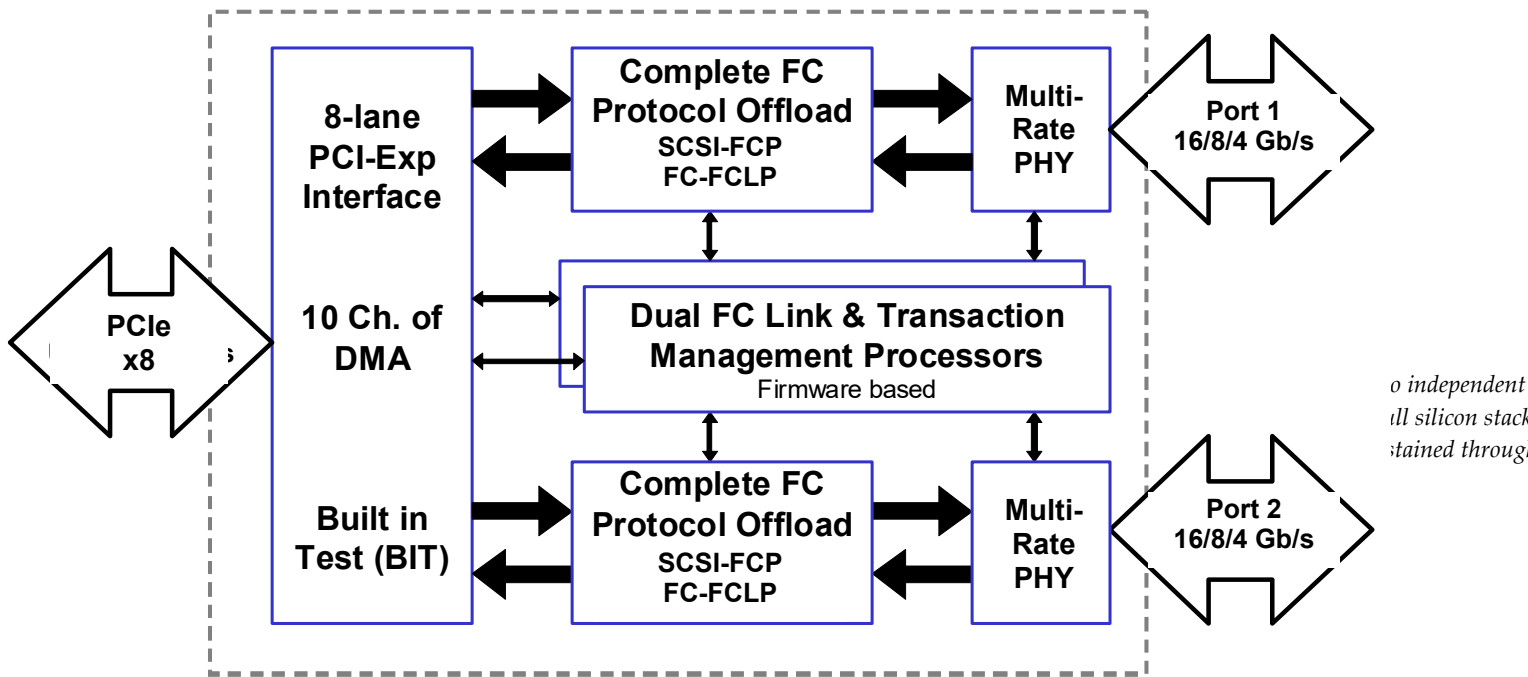 8-lane
PCI-Exp
Interface
10 Ch. of
DMA
Built in
Test (BIT)
Complete FC
Protocol Offload
SCSI-FCP
FC-FCLP
Multi-
Rate
PHY
Port 1
16/8/4 Gb/s
PCIe
x8
Dual FC Link & Transaction
Management Processors
Firmware based
independent
silicon stack
Complete FC
Protocol Offload
SCSI-FCP
FC-FCLP
Multi-
Rate
PHY
Port 2
16/8/4 Gb/s